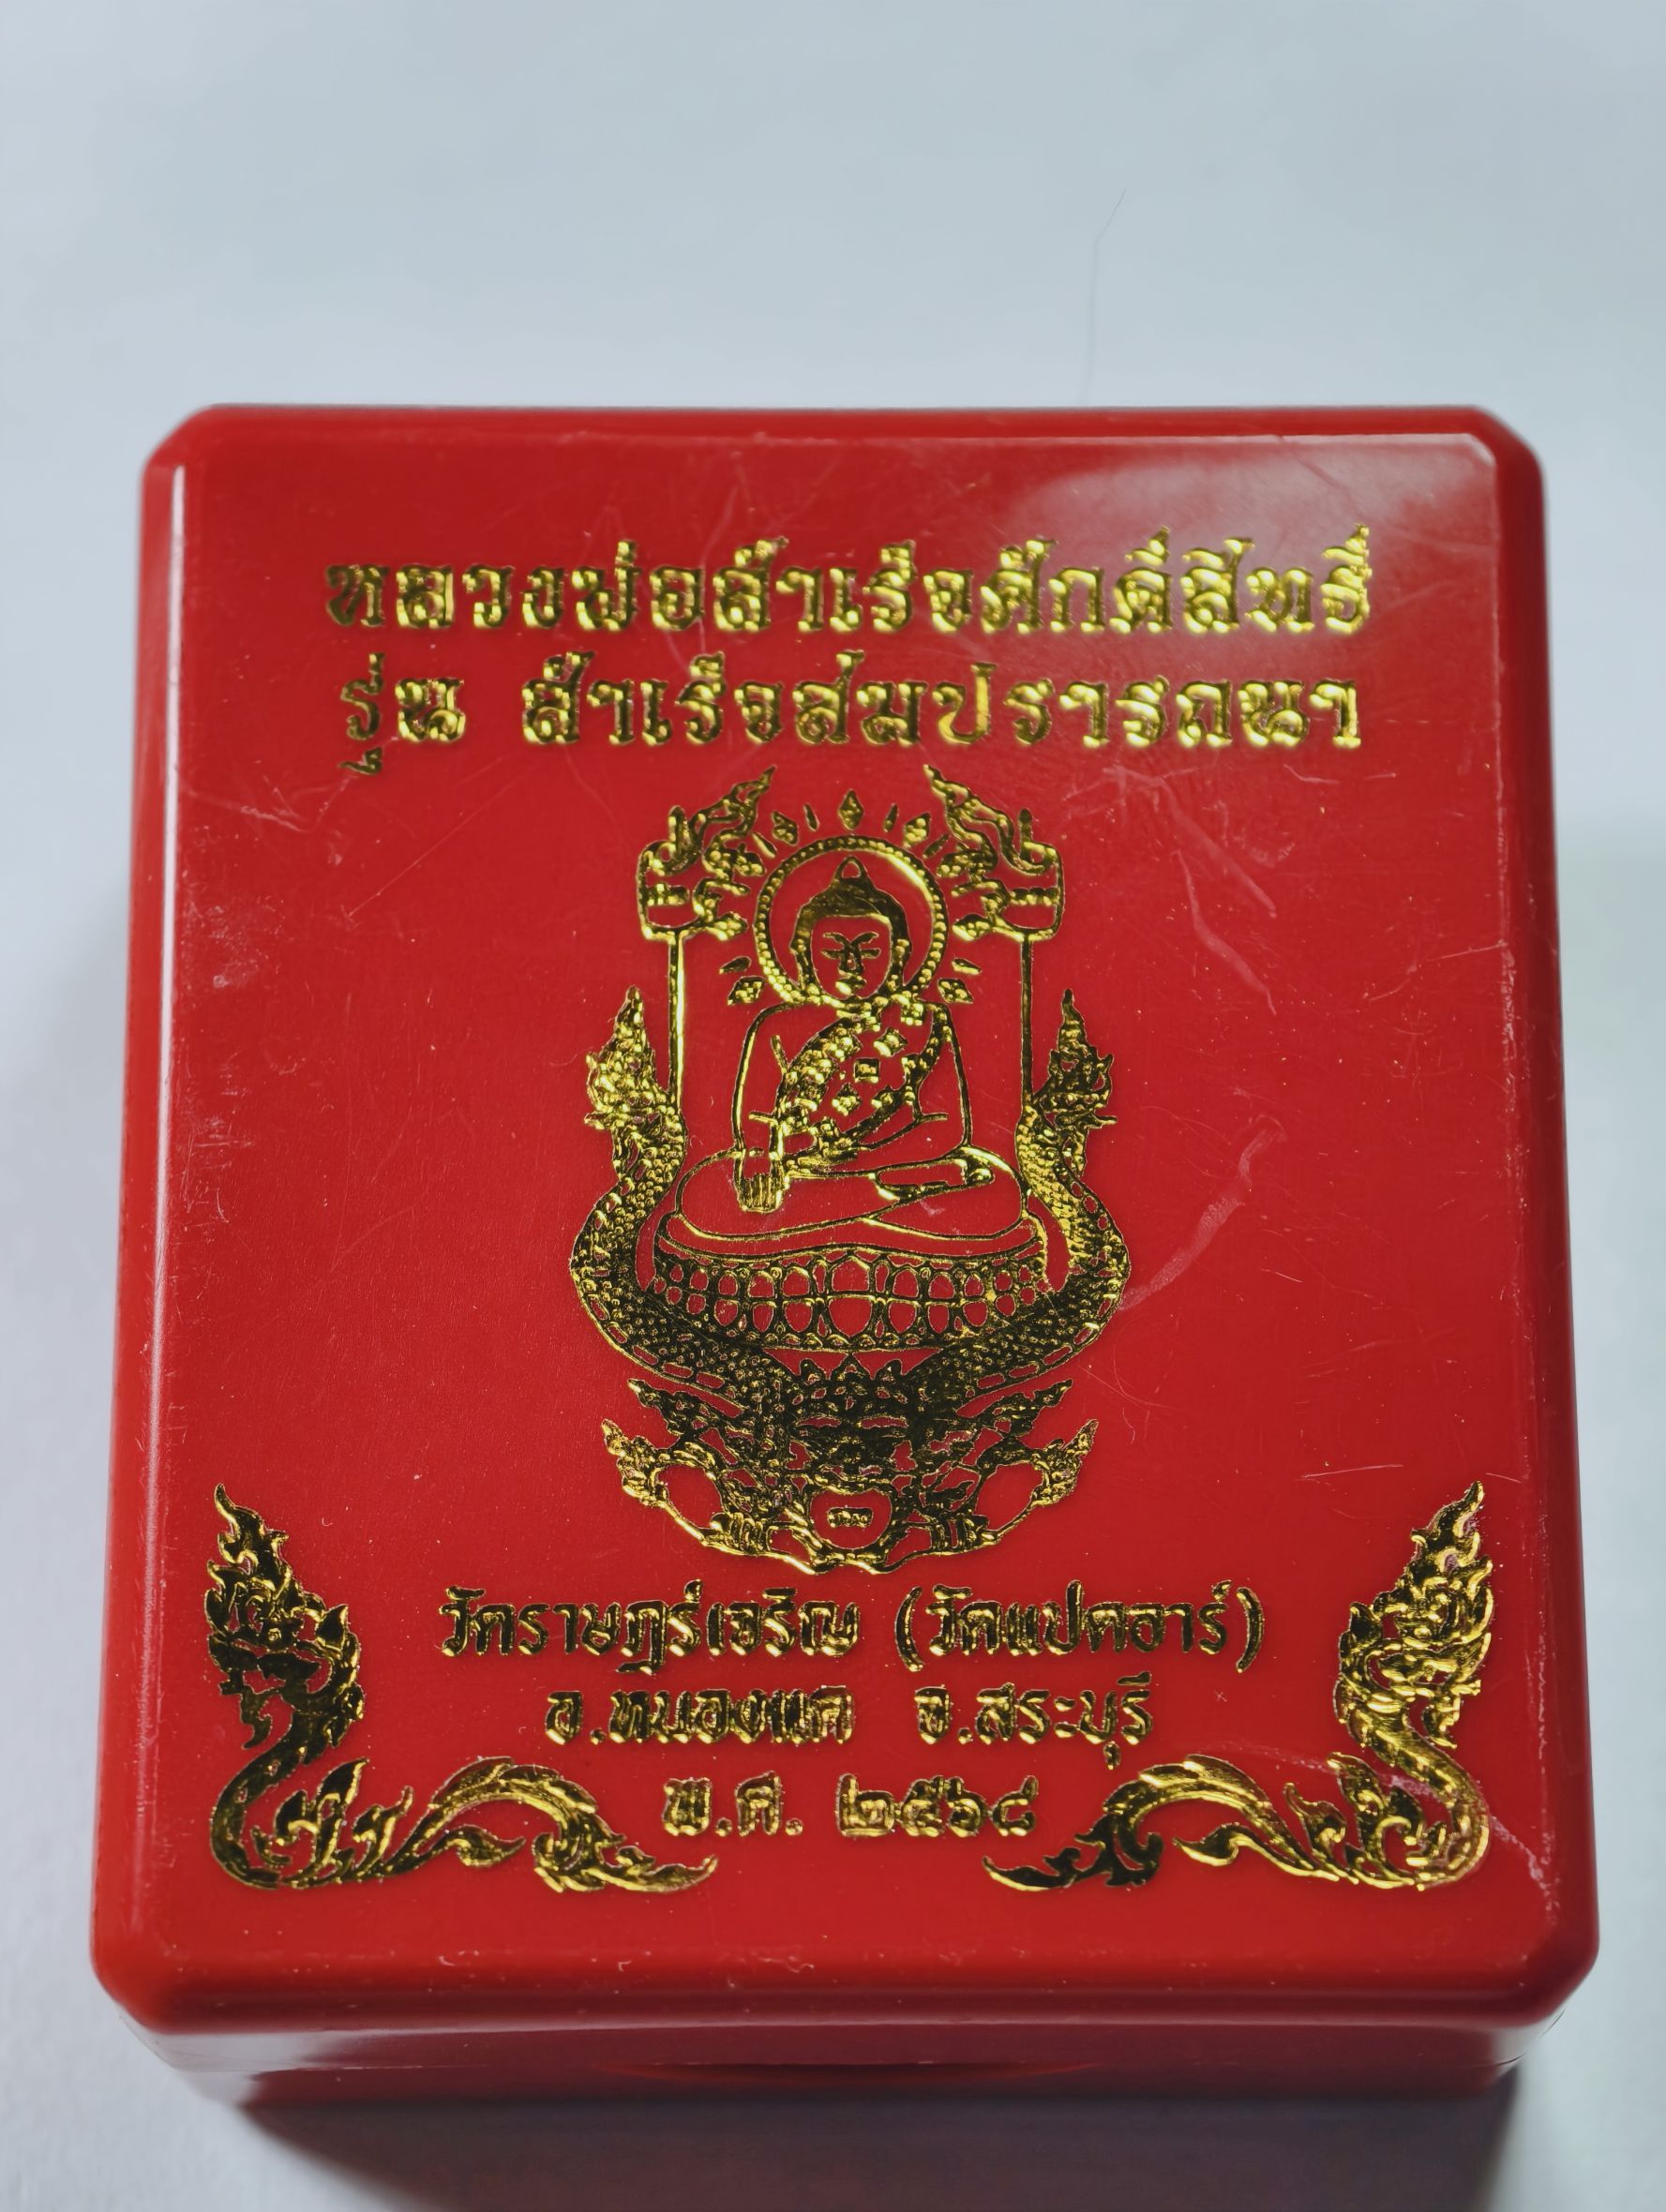 หลวงพ่อสำเร็จศักดิ์สิทธิ์
รุ่น สำเร็จสมปรารถนา
วัดราษฎร์เจริญ (วัดแปดอาร์)
อ.หนองแค จ.สระบุรี
พ.ศ. ๒๕๖๘